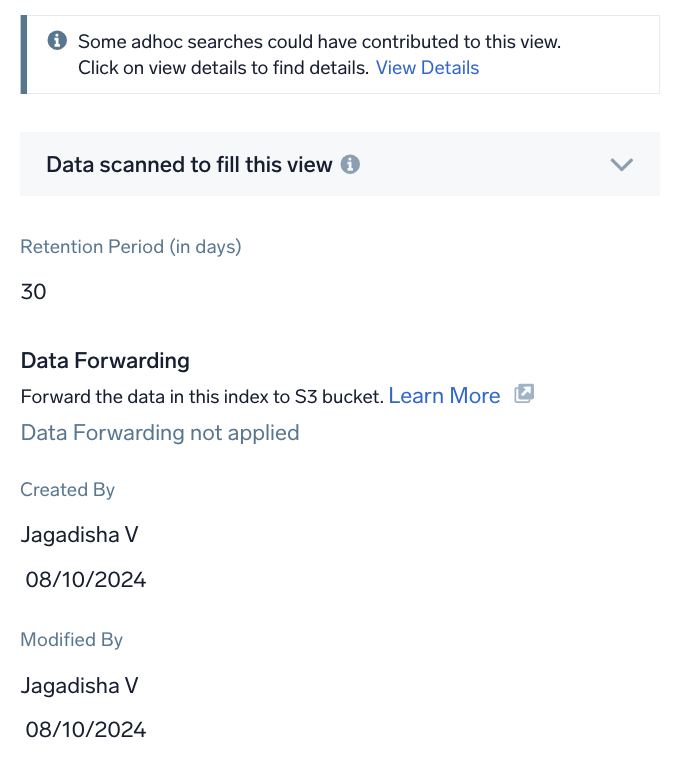 Some adhoc searches could have contributed to this view.
Click on view details to find details. View Details
Data scanned to fill this view
Retention Period (in days)
30
Data Forwarding
Forward the data in this index to S3 bucket. Learn More
Data Forwarding not applied
Created By
Jagadisha V
08/10/2024
Modified By
Jagadisha V
08/10/2024